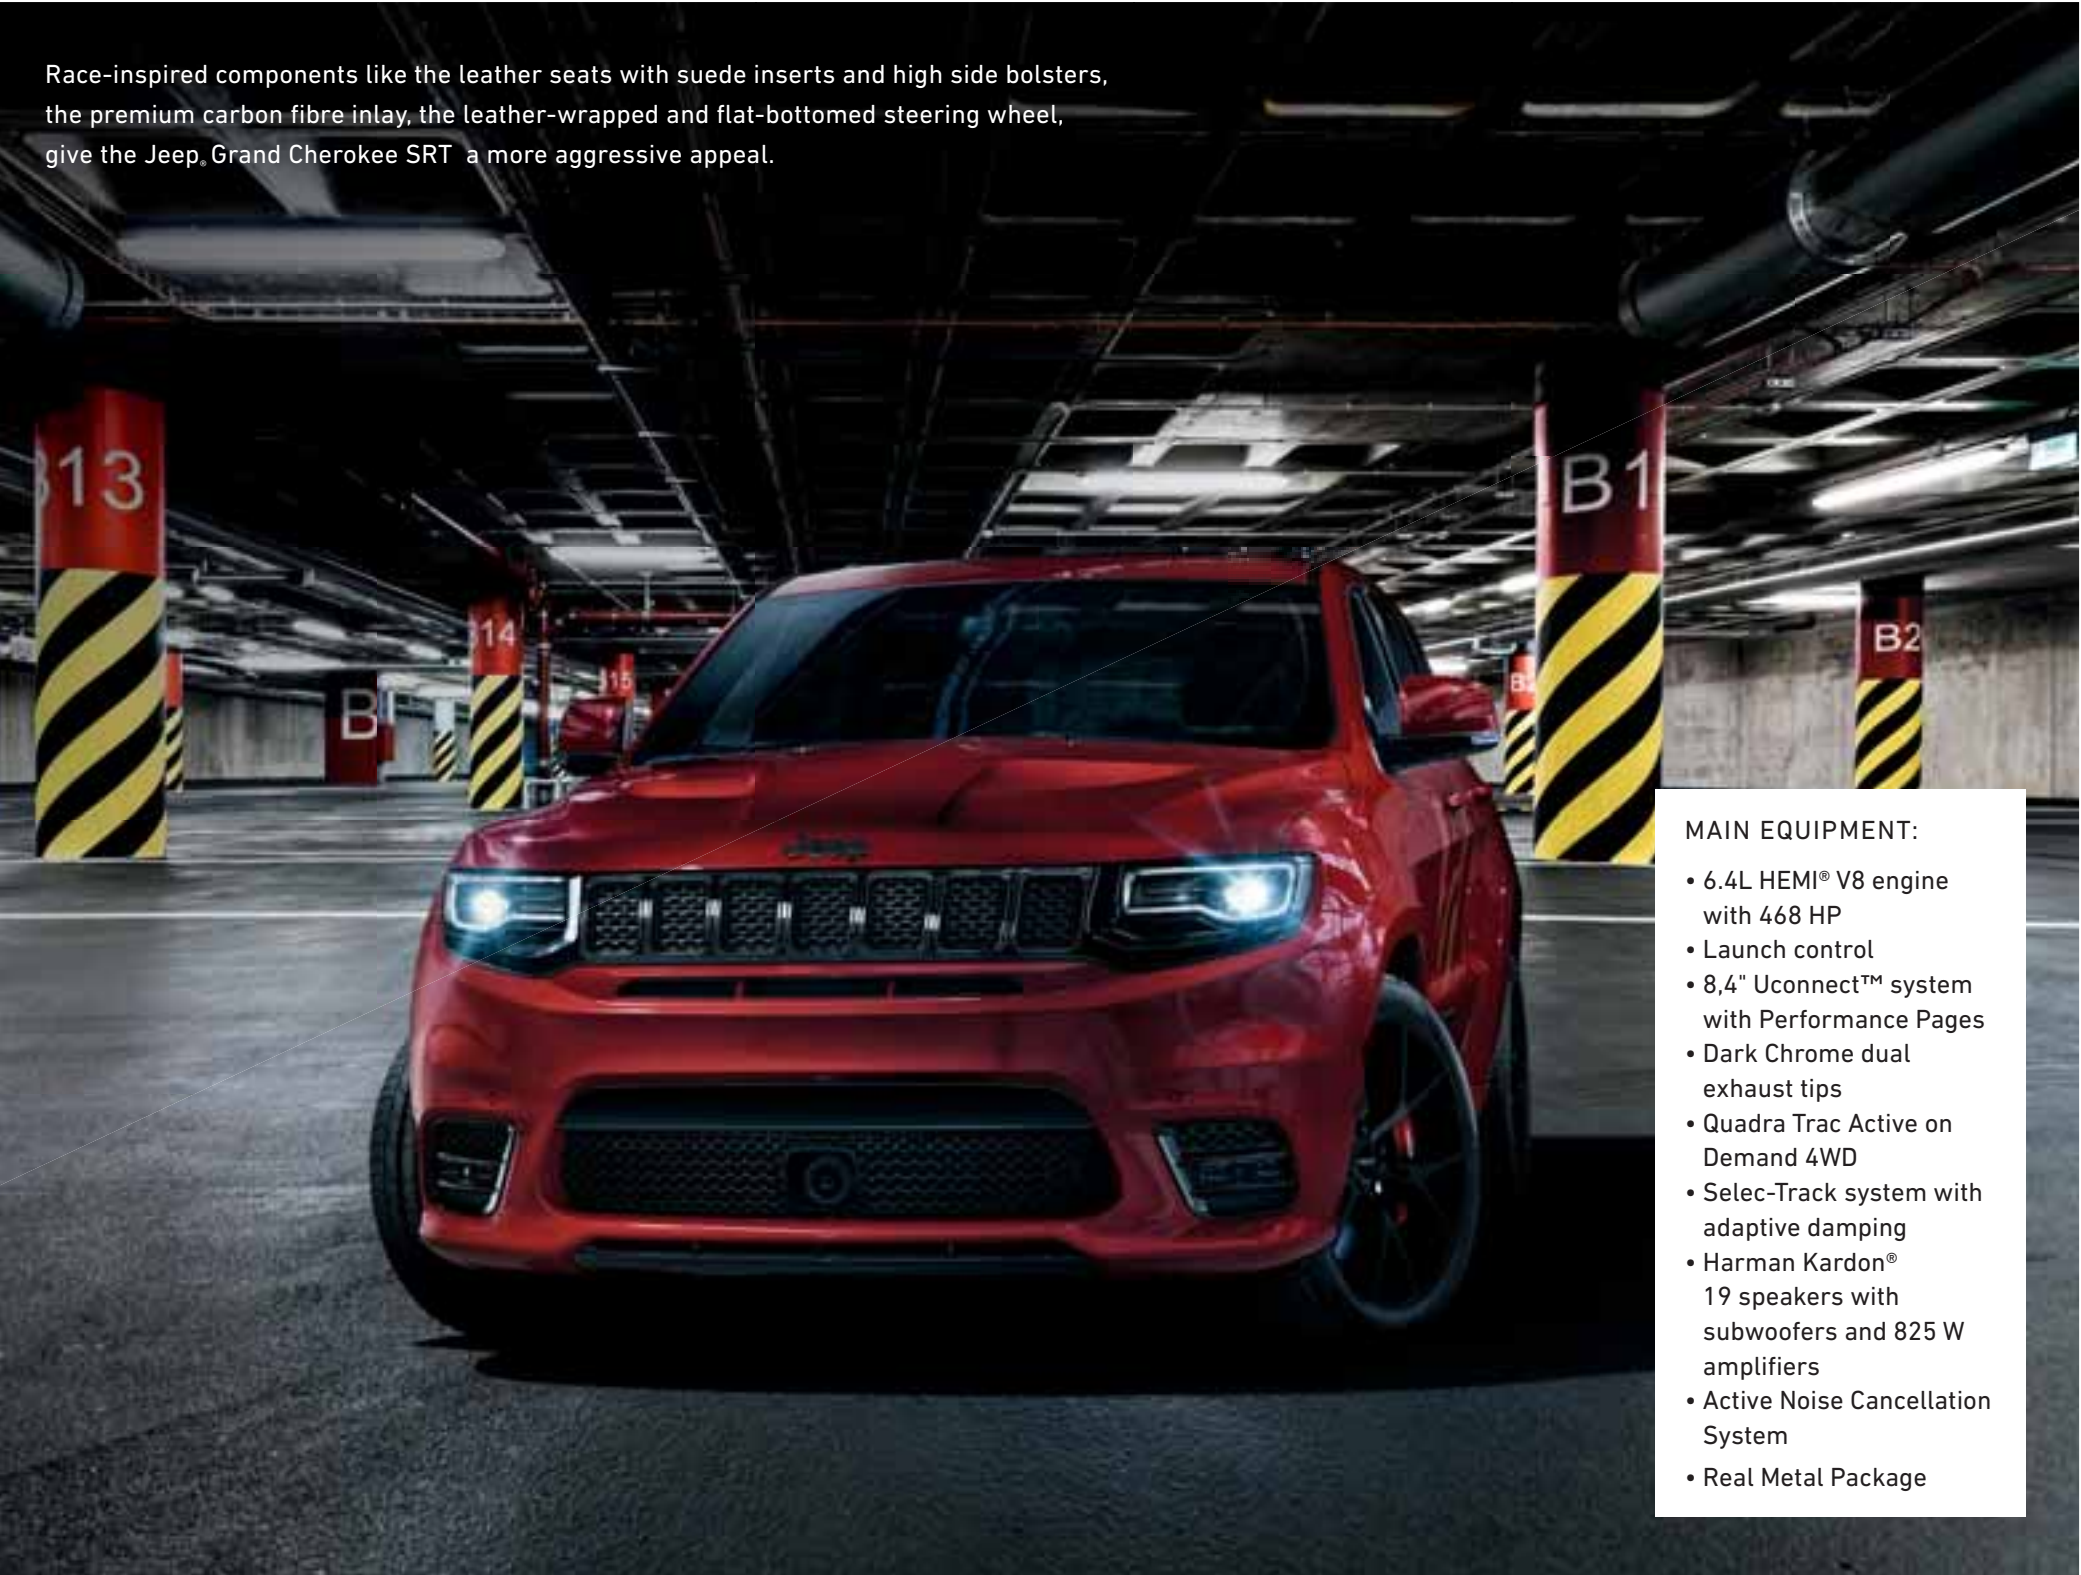 Race-inspired components like the leather seats with suede inserts and high side bolsters,
the premium carbon fibre inlay, the leather-wrapped and flat-bottomed steering wheel,
give the Jeep® Grand Cherokee SRT a more aggressive appeal.
B13
B1
14
B2
15
B
Jeep
MAIN EQUIPMENT:
• 6.4L HEMI® V8 engine
with 468 HP
• Launch control
• 8,4" Uconnect™ system
with Performance Pages
• Dark Chrome dual
exhaust tips
• Quadra Trac Active on
Demand 4WD
• Selec-Track system with
adaptive damping
• Harman Kardon®
19 speakers with
subwoofers and 825 W
amplifiers
• Active Noise Cancellation
System
• Real Metal Package